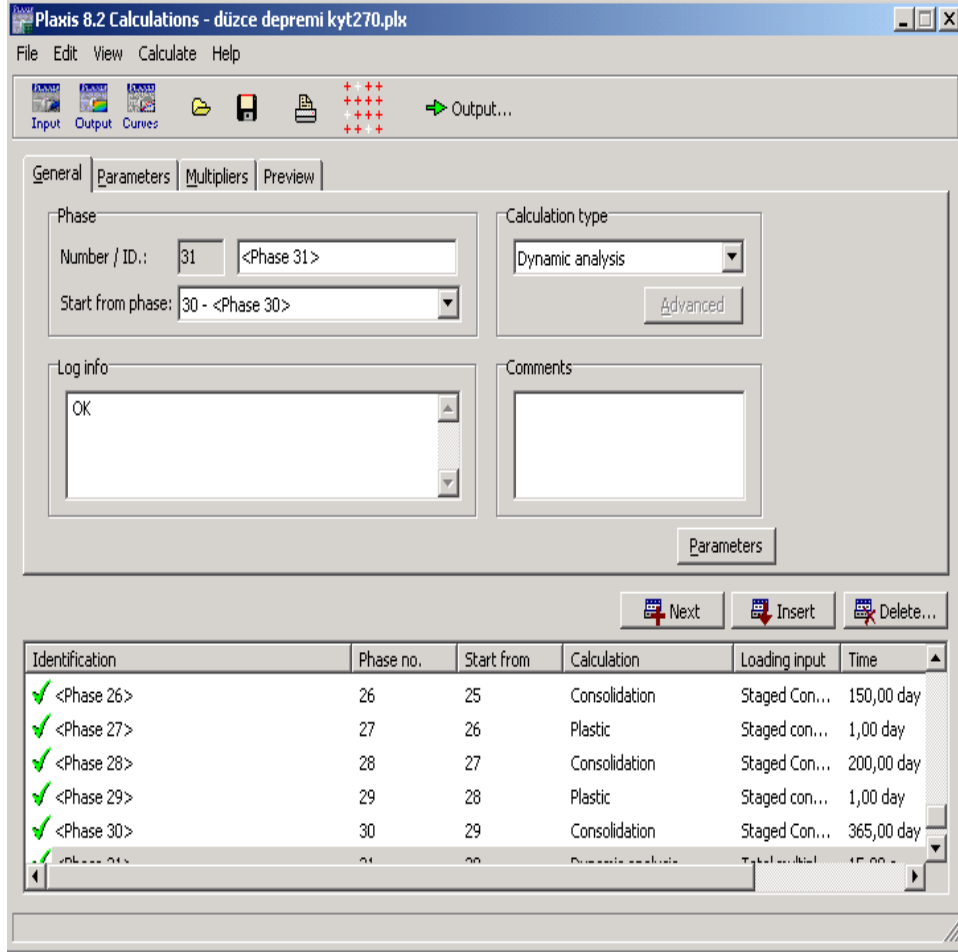 Plaxis 8.2 Calculations - düzce depremi kyt270.plx
File Edit View Calculate Help
Input Output Curves Output...
General Parameters Multipliers Preview
Phase Calculation type
Number / ID.: 31 <Phase 31> Dynamic analysis
Start from phase: 30 - <Phase 30> Advanced
Log info Comments
OK
Parameters
Next Insert Delete...
Identification Phase no. Start from Calculation Loading input Time
<Phase 26> 26 25 Consolidation Staged Con... 150,00 day
<Phase 27> 27 26 Plastic Staged con... 1,00 day
<Phase 28> 28 27 Consolidation Staged Con... 200,00 day
<Phase 29> 29 28 Plastic Staged con... 1,00 day
<Phase 30> 30 29 Consolidation Staged Con... 365,00 day